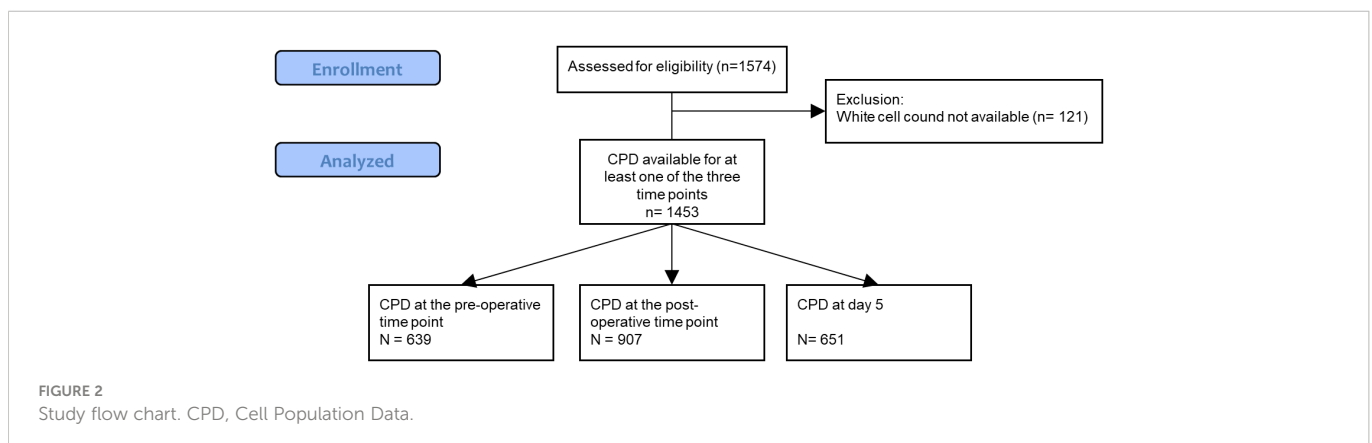 Enrollment
Assessed for eligibility (n=1574)
Exclusion:
White cell cound not available (n= 121)
Analyzed
CPD available for at
least one of the three
time points
n= 1453
CPD at the pre-operative
time point
N = 639
CPD at the post-
operative time point
N = 907
CPD at day 5
N= 651
FIGURE 2
Study flow chart. CPD, Cell Population Data.